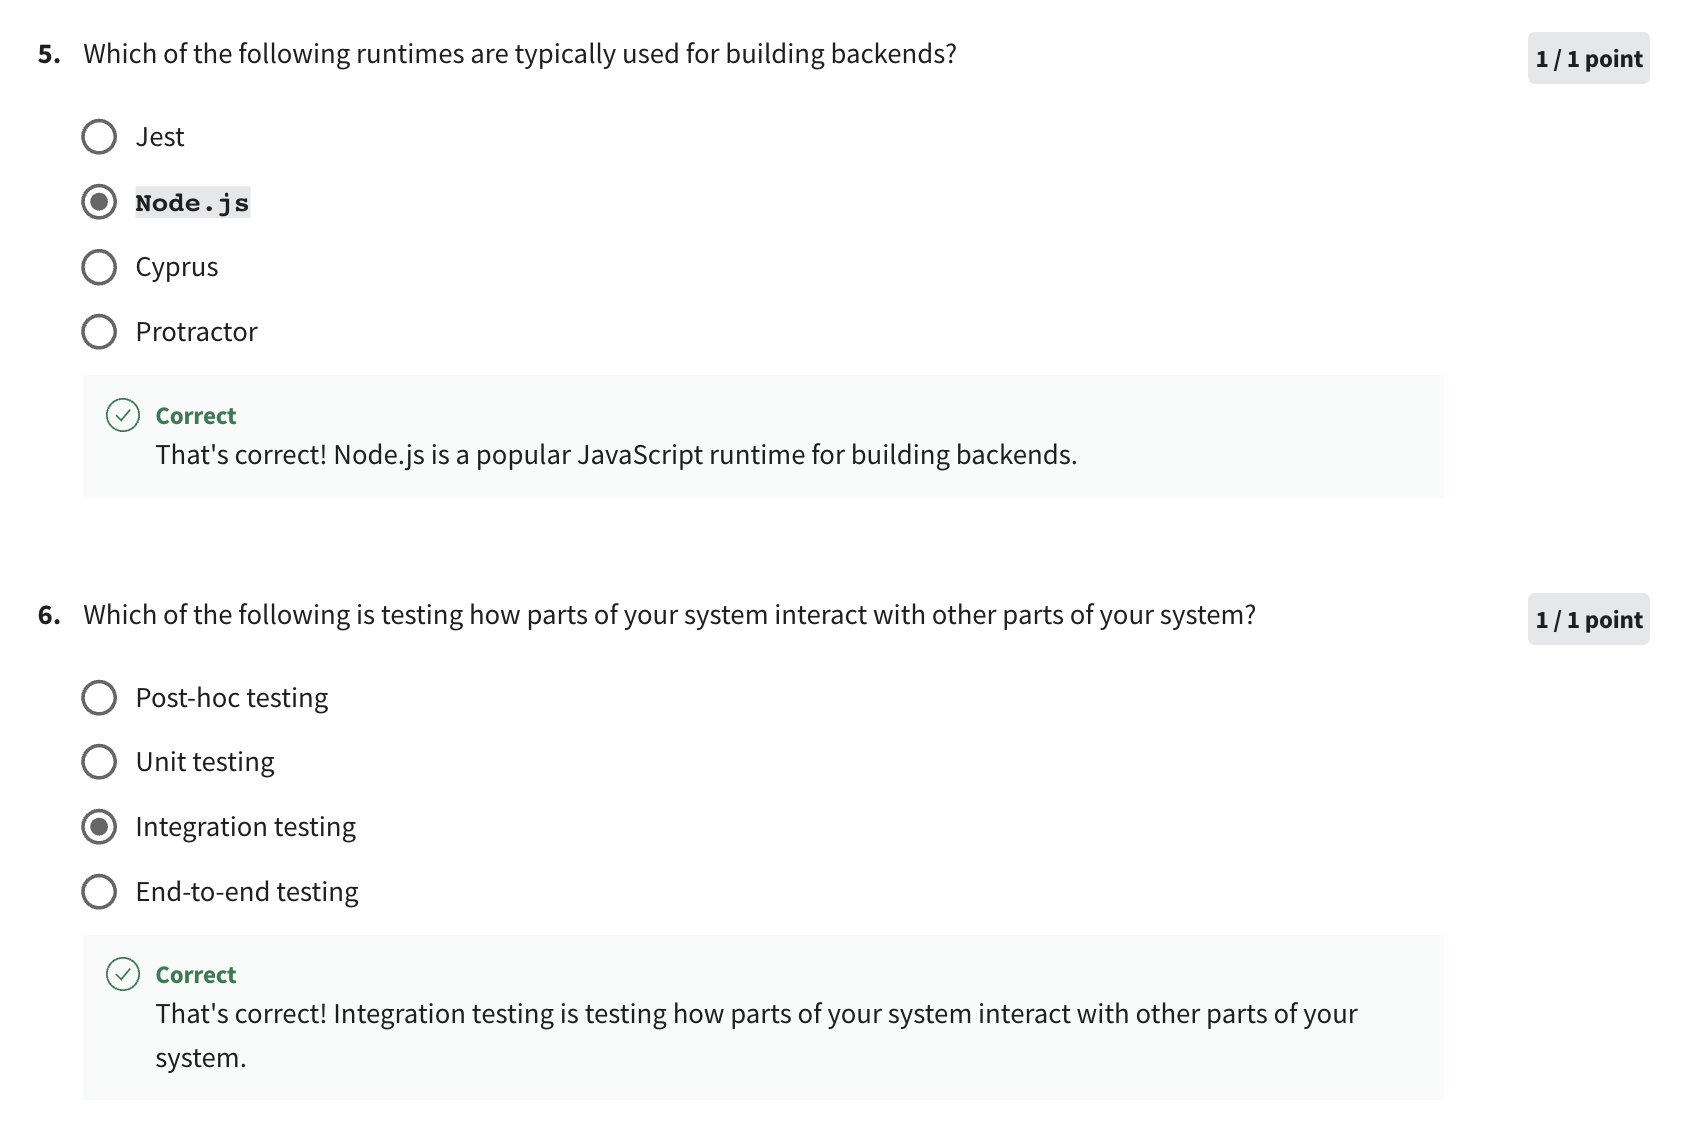 5. Which of the following runtimes are typically used for building backends?
1 / 1 point
Jest
Node.js
Cyprus
Protractor
Correct
That's correct! Node.js is a popular JavaScript runtime for building backends.
6. Which of the following is testing how parts of your system interact with other parts of your system?
1 / 1 point
Post-hoc testing
Unit testing
Integration testing
End-to-end testing
Correct
That's correct! Integration testing is testing how parts of your system interact with other parts of your
system.